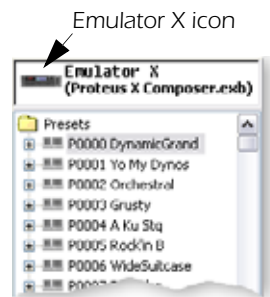 Emulator X icon
Emulator X
(Proteus X Composer.exb)
Presets
P0000 DynamicGrand
P0001 Yo My Dynos
P0002 Orchestral
P0003 Grusty
P0004 A Ku Stq
P0005 Rock'n B
P0006 WideSuitcase